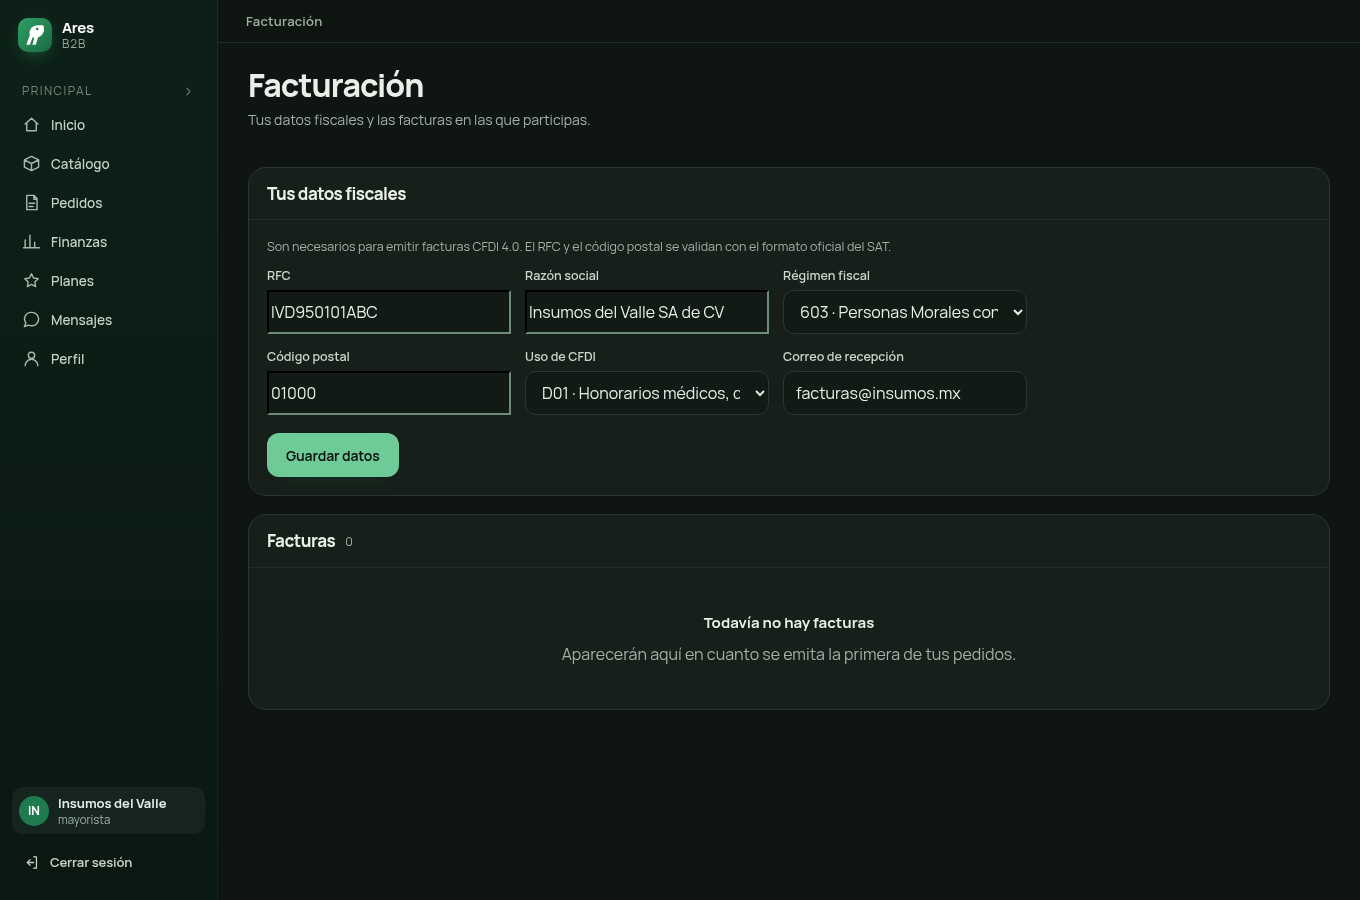 Ares
B2B
PRINCIPAL
Inicio
Catálogo
Pedidos
Finanzas
Planes
Mensajes
Perfil
IN
Insumos del Valle
mayorista
Cerrar sesión
Facturación
Facturación
Tus datos fiscales y las facturas en las que participas.
Tus datos fiscales
Son necesarios para emitir facturas CFDI 4.0. El RFC y el código postal se validan con el formato oficial del SAT.
RFC
Razón social
Régimen fiscal
IVD950101ABC
Insumos del Valle SA de CV
603 · Personas Morales con
Código postal
Uso de CFDI
Correo de recepción
01000
D01 · Honorarios médicos,
facturas@insumos.mx
Guardar datos
Facturas 0
Todavía no hay facturas
Aparecerán aquí en cuanto se emita la primera de tus pedidos.